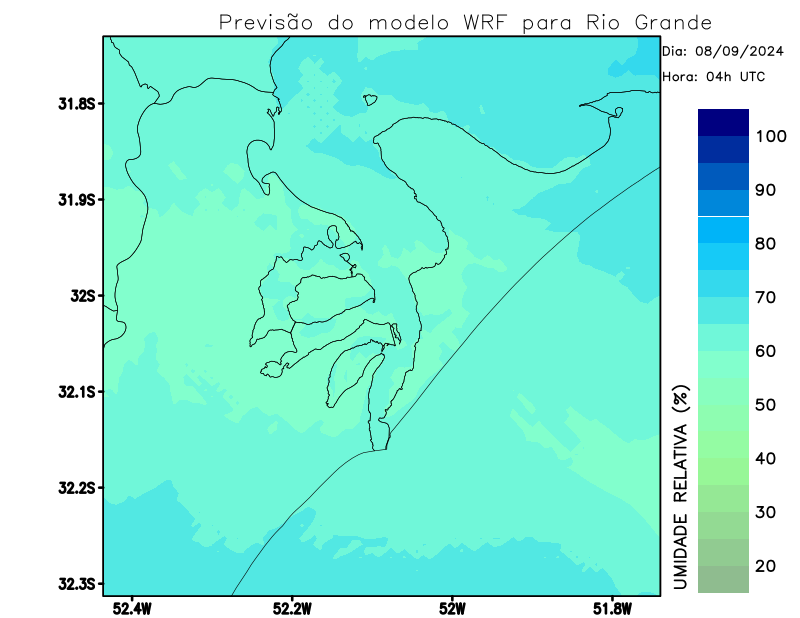 Previsão do modelo WRF para Rio Grande
Dia: 08/09/2024
Hora: 04h UTC
31.8S
31.9S
32S
32.1S
32.2S
32.3S
52.4W
52.2W
52W
51.8W
100
90
80
70
60
50
40
30
20
UMIDADE RELATIVA (%)